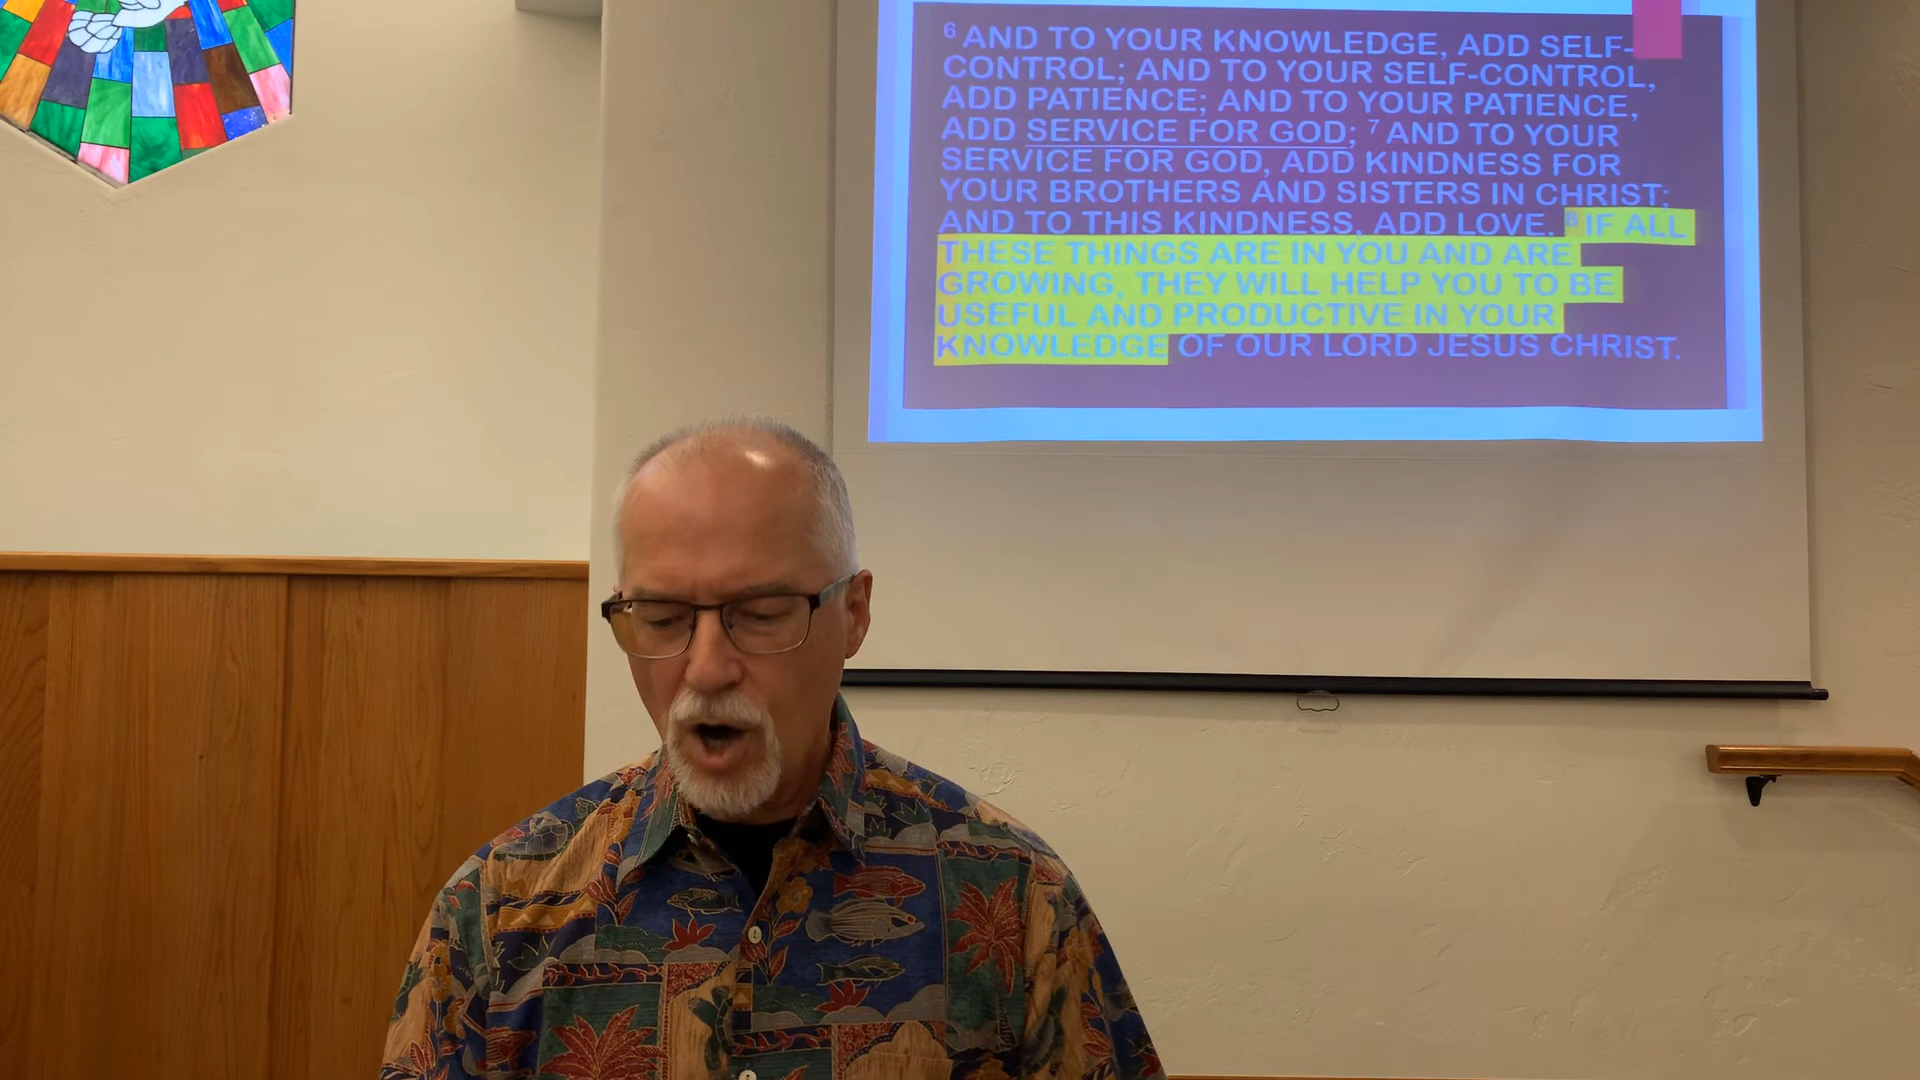 6 AND TO YOUR KNOWLEDGE, ADD SELF-
CONTROL; AND TO YOUR SELF-CONTROL,
ADD PATIENCE; AND TO YOUR PATIENCE,
ADD SERVICE FOR GOD; 7 AND TO YOUR
SERVICE FOR GOD, ADD KINDNESS FOR
YOUR BROTHERS AND SISTERS IN CHRIST;
AND TO THIS KINDNESS, ADD LOVE. 8 IF ALL
THESE THINGS ARE IN YOU AND ARE
GROWING, THEY WILL HELP YOU TO BE
USEFUL AND PRODUCTIVE IN YOUR
KNOWLEDGE OF OUR LORD JESUS CHRIST.